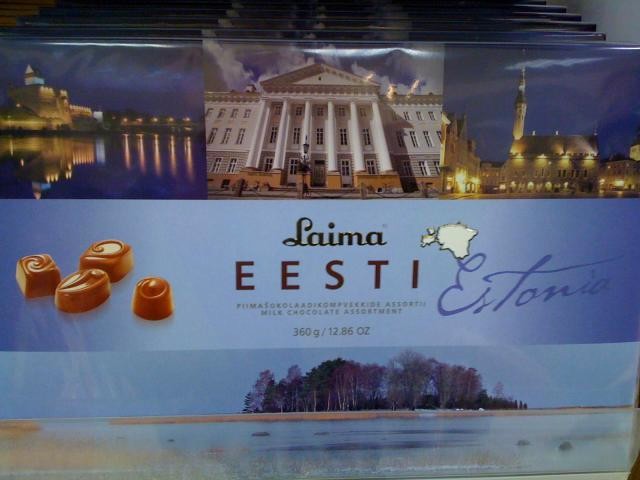 Laima
EESTI
Estonia
PIIMAŠOKOLAADIKOMPVEKKIDE ASSORTII
MILK CHOCOLATE ASSORTMENT
360 g / 12.86 OZ